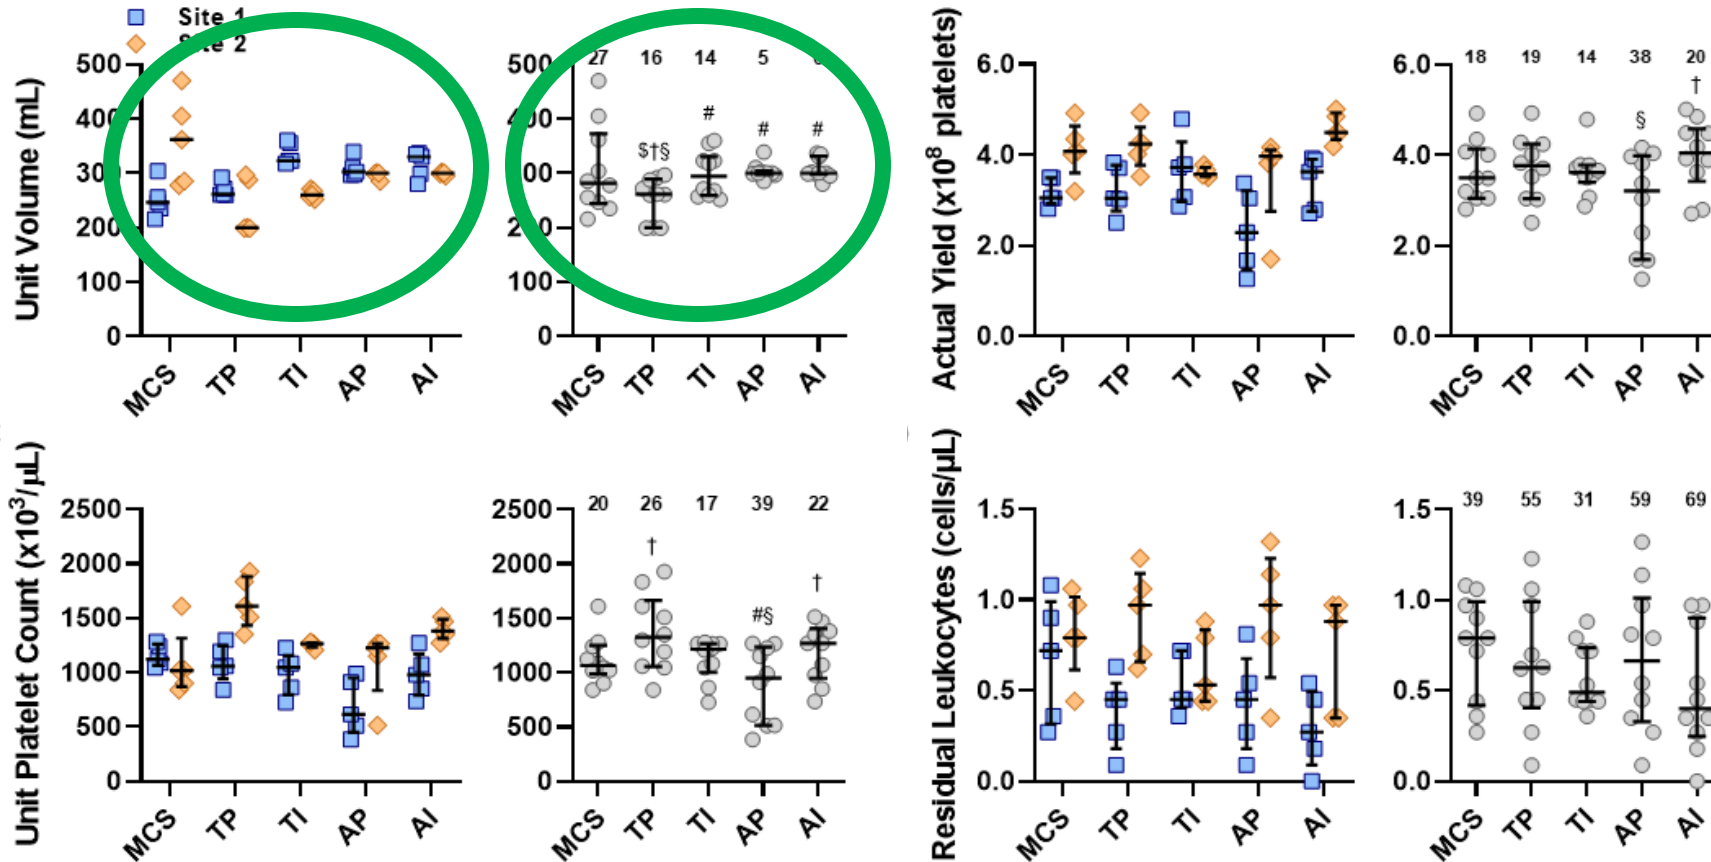 Site 1
Site 2
Unit Volume (mL)
500
400
300
200
100
0
MCS TP TI AP AI
500
400
300
200
100
0
27 16 14 5
$†§ # # #
MCS TP TI AP AI
Actual Yield (x10⁸ platelets)
6.0
4.0
2.0
0.0
MCS TP TI AP AI
6.0
4.0
2.0
0.0
18 19 14 38 20
§ †
MCS TP TI AP AI
Unit Platelet Count (x10³/µL)
2500
2000
1500
1000
500
0
MCS TP TI AP AI
2500
2000
1500
1000
500
0
20 26 17 39 22
† #§ †
MCS TP TI AP AI
Residual Leukocytes (cells/µL)
1.5
1.0
0.5
0.0
MCS TP TI AP AI
1.5
1.0
0.5
0.0
39 55 31 59 69
MCS TP TI AP AI